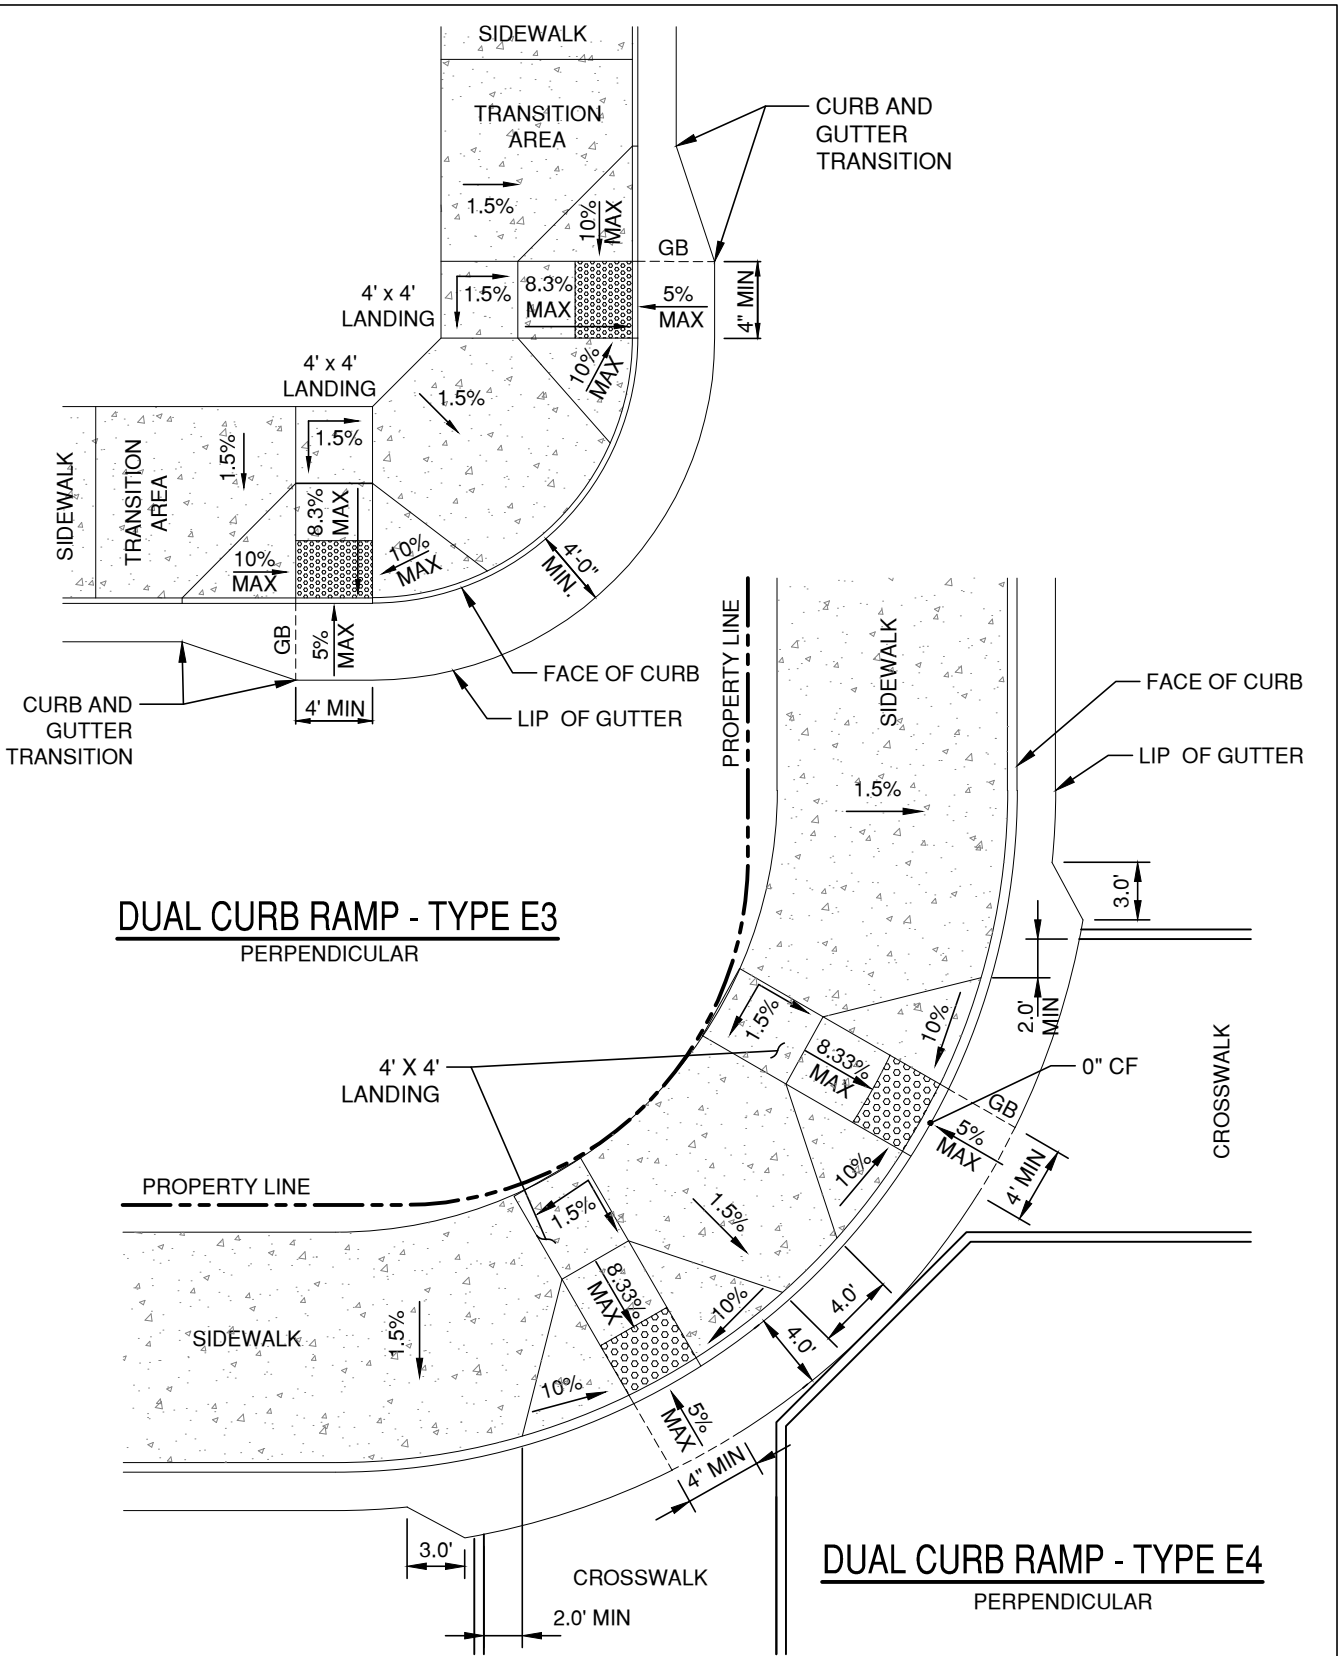 SIDEWALK
TRANSITION
AREA
CURB AND
GUTTER
TRANSITION
1.5%
10%
MAX
GB
4' x 4'
LANDING
1.5%
8.3%
MAX
5%
MAX
4" MIN
4' x 4'
LANDING
10%
MAX
1.5%
1.5%
1.5%
SIDEWALK
TRANSITION
AREA
8.3%
MAX
10%
MAX
10%
MAX
4'-0"
MIN.
GB
5%
MAX
FACE OF CURB
4' MIN
LIP OF GUTTER
CURB AND
GUTTER
TRANSITION
DUAL CURB RAMP - TYPE E3
PERPENDICULAR
PROPERTY LINE
SIDEWALK
FACE OF CURB
LIP OF GUTTER
1.5%
3.0'
2.0'
MIN
1.5%
10%
8.33%
MAX
4' X 4'
LANDING
0" CF
GB
CROSSWALK
5%
MAX
4' MIN
10%
PROPERTY LINE
1.5%
1.5%
8.33%
MAX
10%
4.0'
4.0'
SIDEWALK
1.5%
10%
5%
MAX
4" MIN
3.0'
CROSSWALK
2.0' MIN
DUAL CURB RAMP - TYPE E4
PERPENDICULAR